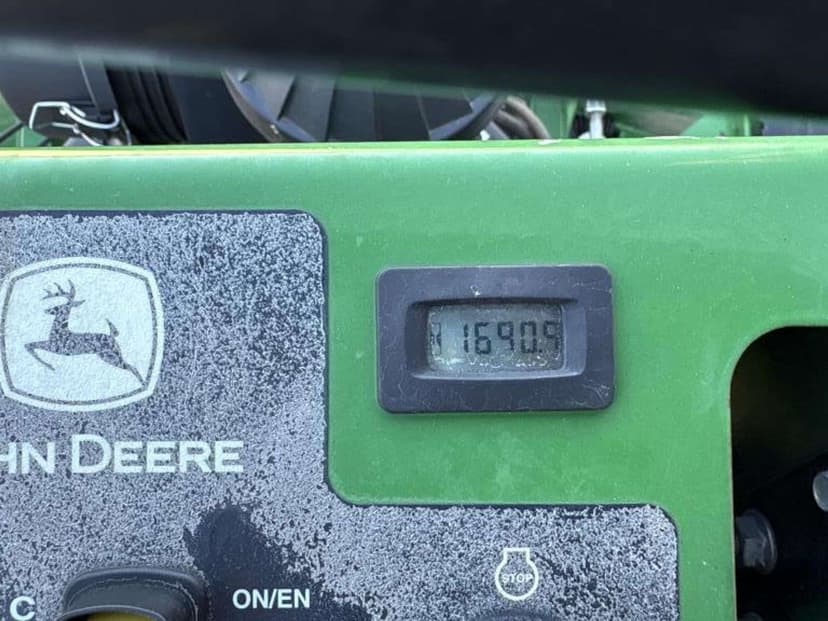 1690.9
HN DEERE
STOP
ON/EN
C